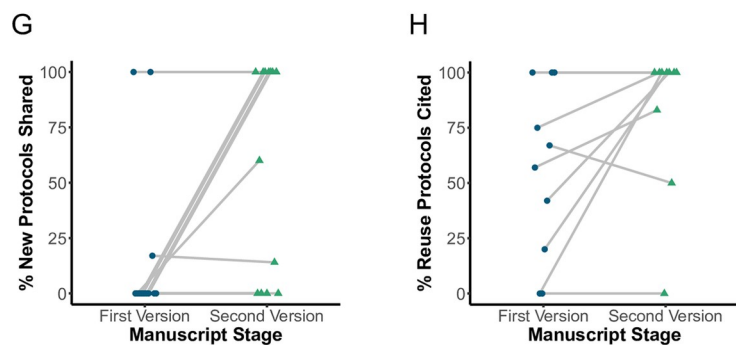 G
% New Protocols Shared
100
75
50
25
0
First Version Second Version
Manuscript Stage
H
% Reuse Protocols Cited
100
75
50
25
0
First Version Second Version
Manuscript Stage